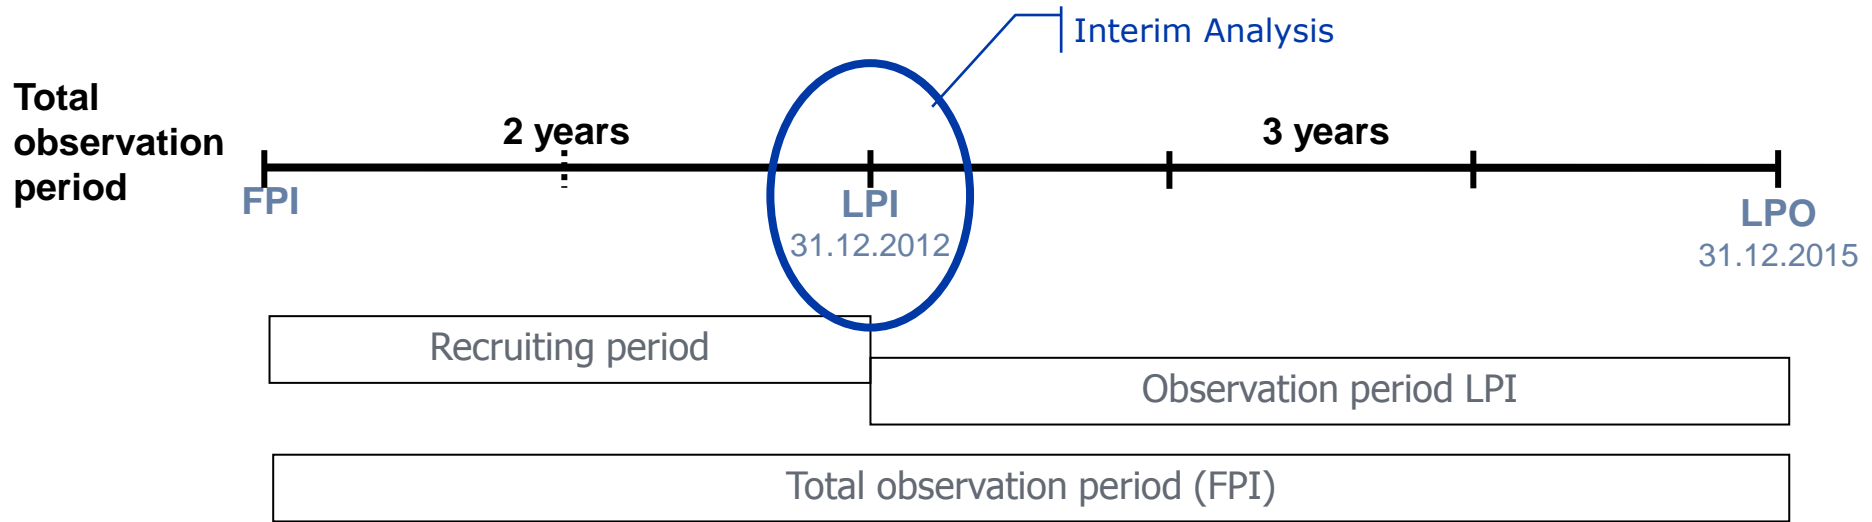 Interim Analysis
Total
observation
period
2 years
3 years
FPI
LPI
31.12.2012
LPO
31.12.2015
Recruiting period
Observation period LPI
Total observation period (FPI)